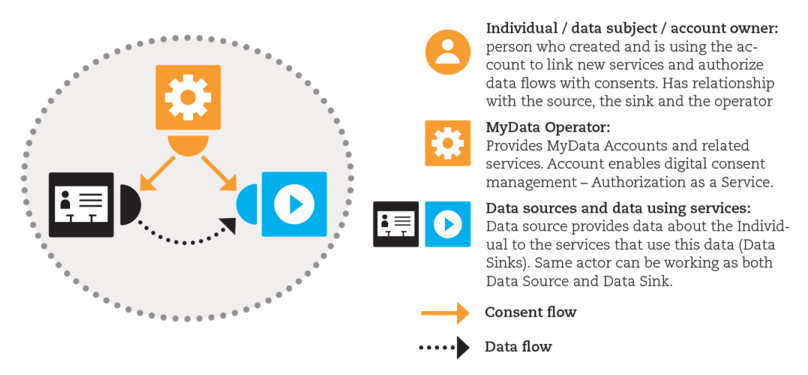 Individual / data subject / account owner:
person who created and is using the ac-
count to link new services and authorize
data flows with consents. Has relationship
with the source, the sink and the operator
MyData Operator:
Provides MyData Accounts and related
services. Account enables digital consent
management – Authorization as a Service.
Data sources and data using services:
Data source provides data about the Individ-
ual to the services that use this data (Data
Sinks). Same actor can be working as both
Data Source and Data Sink.
Consent flow
Data flow